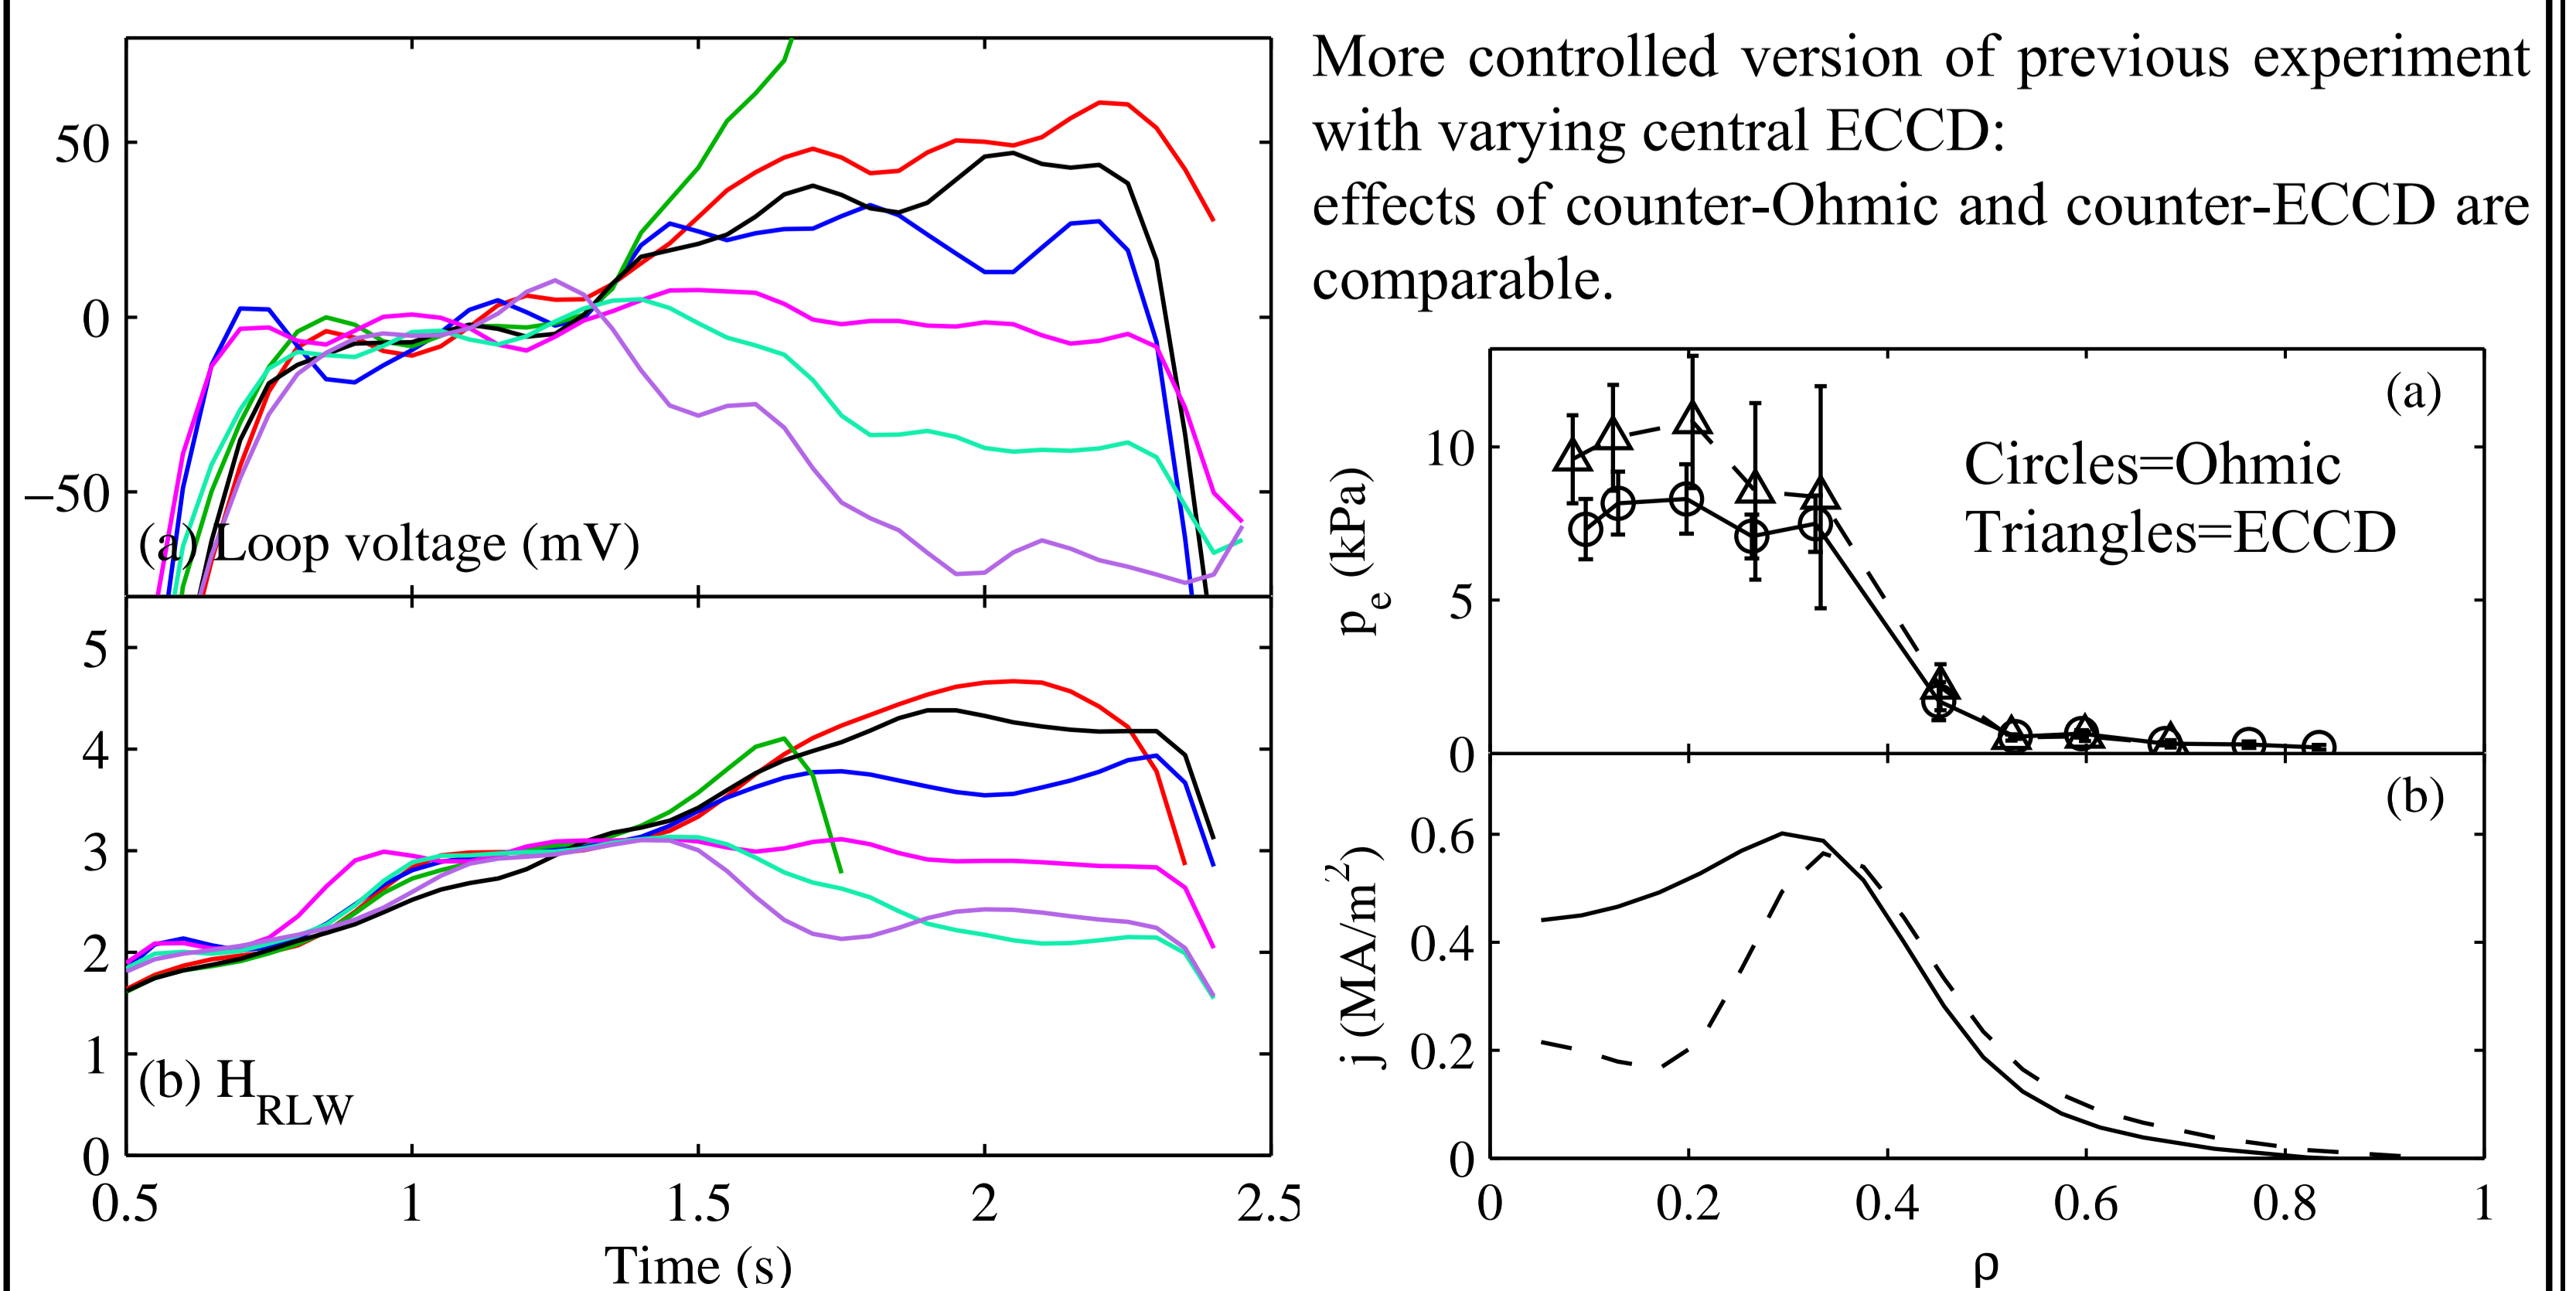 50
0
−50
(a) Loop voltage (mV)
5
4
3
2
1
0
(b) H_RLW
0.5 1 1.5 2 2.5
Time (s)
More controlled version of previous experiment
with varying central ECCD:
effects of counter-Ohmic and counter-ECCD are
comparable.
(a)
10
5
0
p_e (kPa)
Circles=Ohmic
Triangles=ECCD
(b)
0.6
0.4
0.2
0
j (MA/m²)
0 0.2 0.4 0.6 0.8 1
ρ